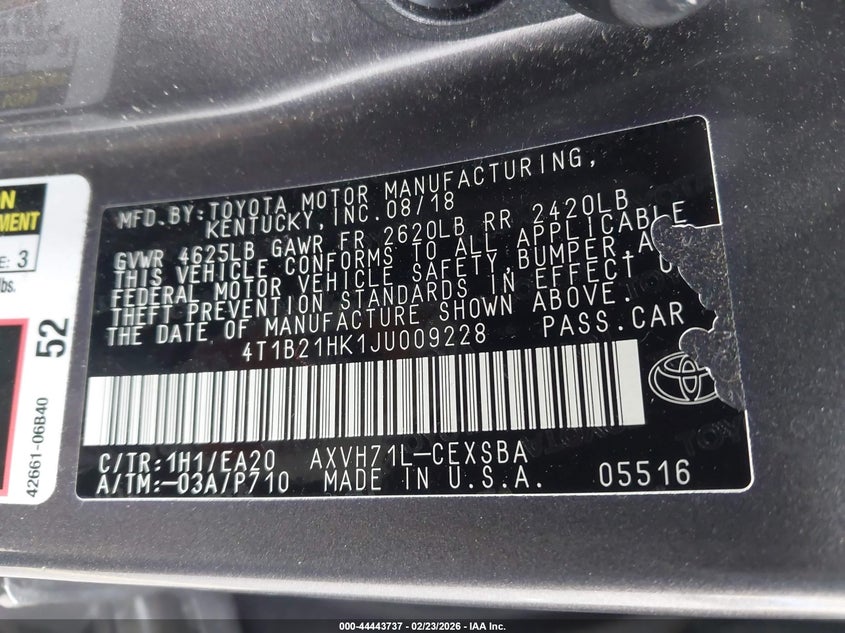 MFD.BY:TOYOTA MOTOR MANUFACTURING,
KENTUCKY,INC.08/18
GVWR 4625LB GAWR FR 2620LB RR 2420LB
THIS VEHICLE CONFORMS TO ALL APPLICABLE
FEDERAL MOTOR VEHICLE SAFETY,BUMPER,A
THEFT PREVENTION STANDARDS IN EFFECT O
THE DATE OF MANUFACTURE SHOWN ABOVE.
4T1B21HK1JU009228 PASS.CAR
C/TR:1H1/EA20 AXVH71L-CEXSBA
A/TM:-03A/P710 MADE IN U.S.A. 05516
ON
MENT
E: 3
lbs.
52
42661-06B40
000-44443737 - 02/23/2026 - IAA Inc.